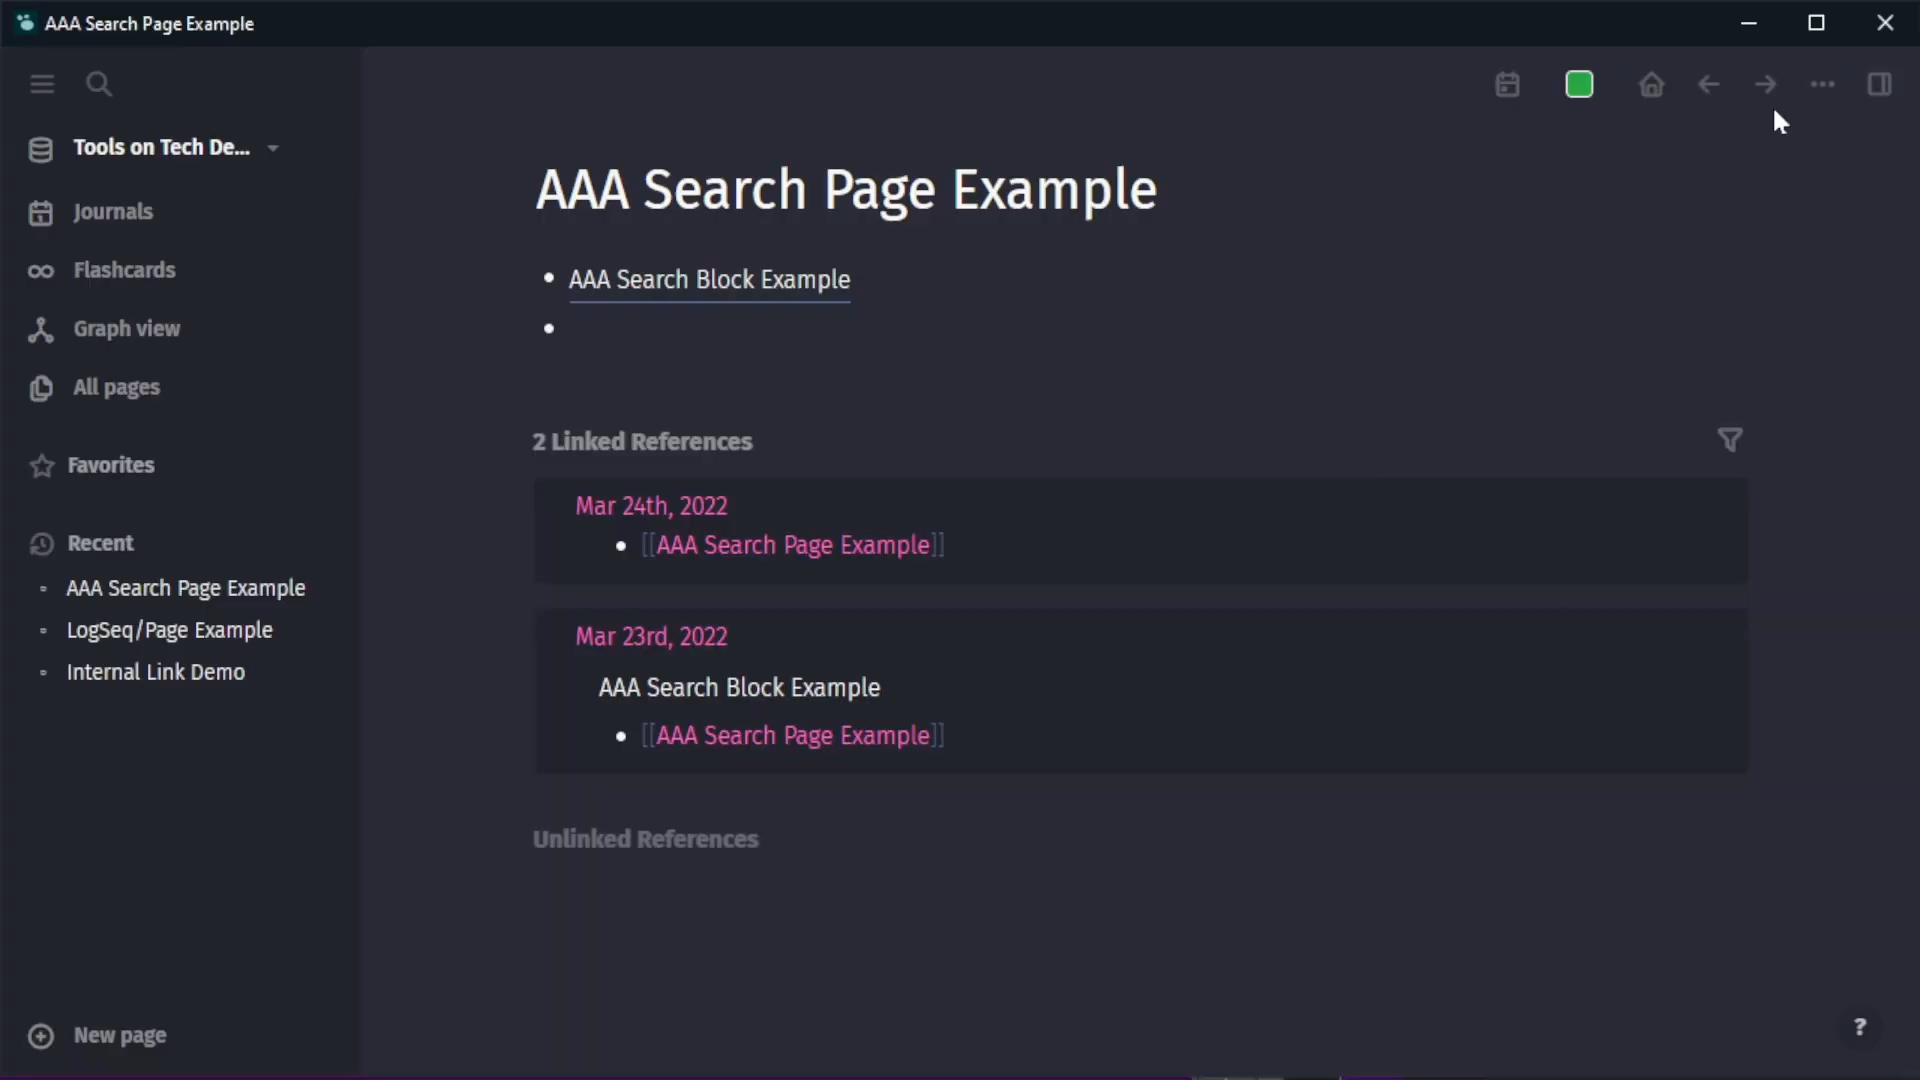 AAA Search Page Example
Tools on Tech De...
Journals
Flashcards
Graph view
All pages
Favorites
Recent
AAA Search Page Example
LogSeq/Page Example
Internal Link Demo
New page
AAA Search Page Example
AAA Search Block Example
2 Linked References
Mar 24th, 2022
[[AAA Search Page Example]]
Mar 23rd, 2022
AAA Search Block Example
[[AAA Search Page Example]]
Unlinked References
?